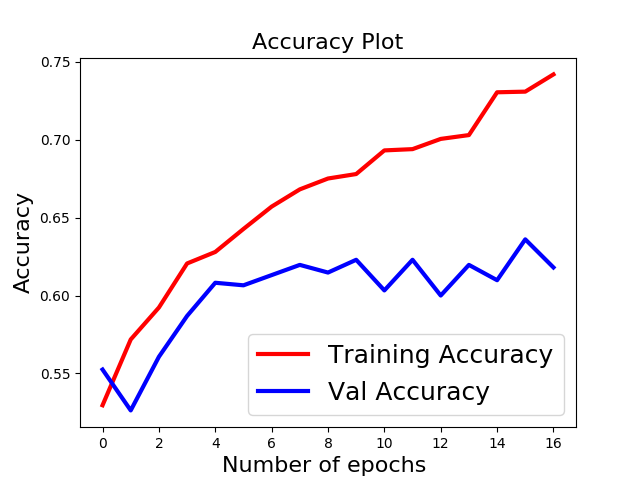 Accuracy Plot
Accuracy
0.75
0.70
0.65
0.60
0.55
Training Accuracy
Val Accuracy
0 2 4 6 8 10 12 14 16
Number of epochs